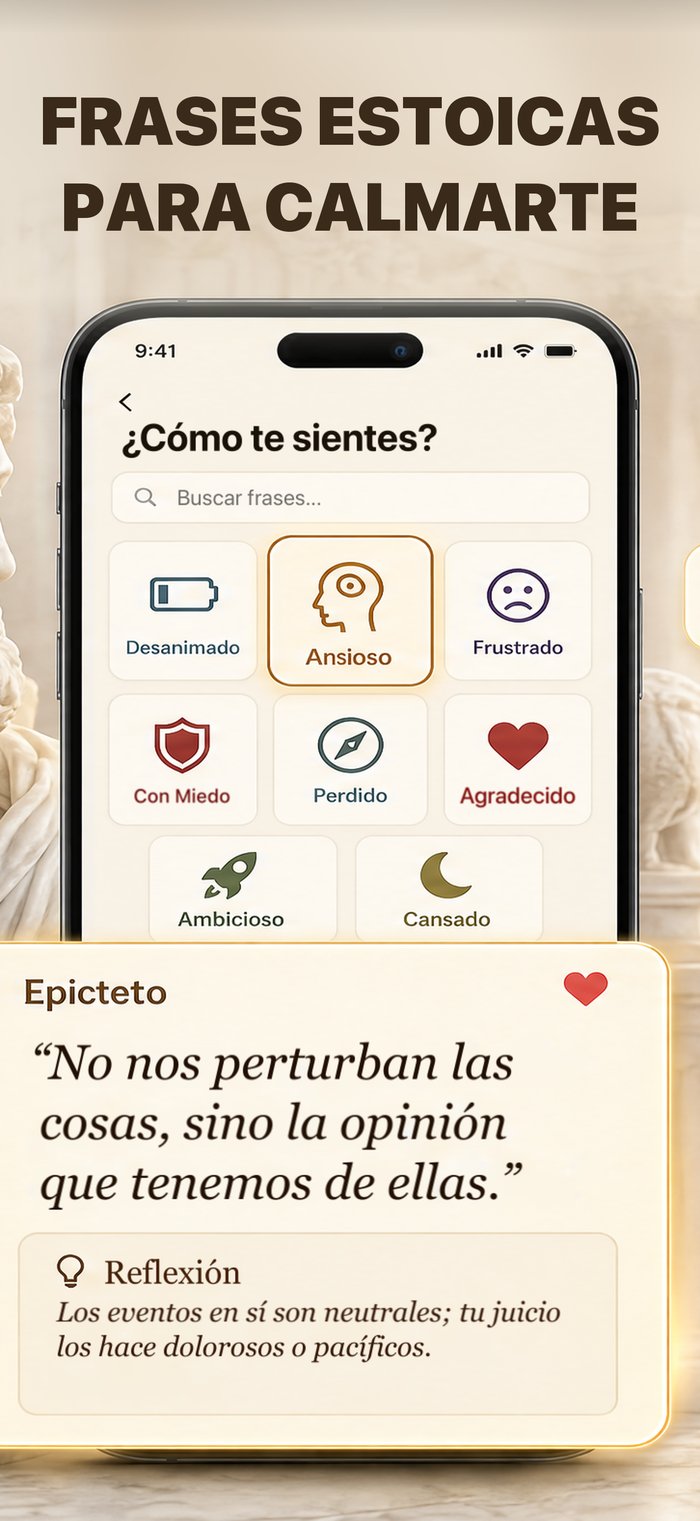 FRASES ESTOICAS
PARA CALMARTE
9:41
¿Cómo te sientes?
Buscar frases...
Desanimado
Ansioso
Frustrado
Con Miedo
Perdido
Agradecido
Ambicioso
Cansado
Epicteto
“No nos perturban las
cosas, sino la opinión
que tenemos de ellas.”
Reflexión
Los eventos en sí son neutrales; tu juicio
los hace dolorosos o pacíficos.